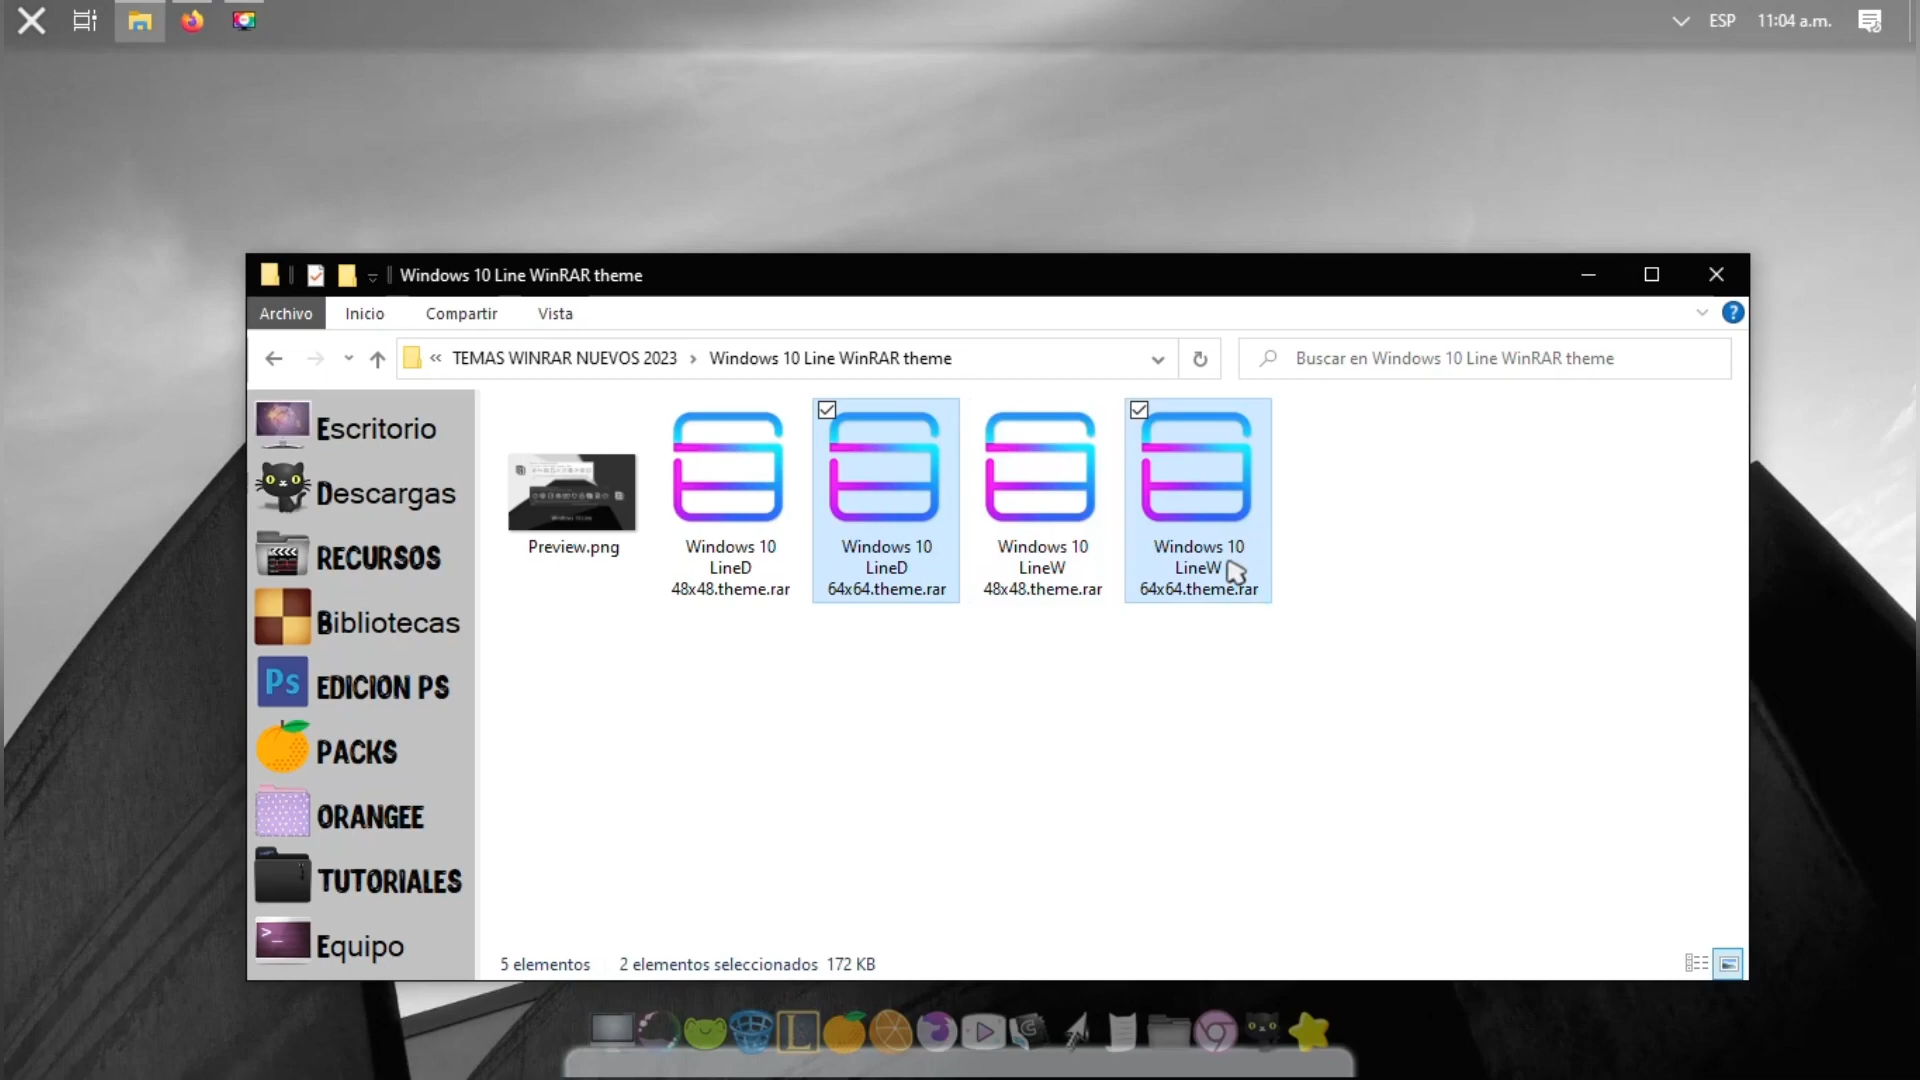 ESP 11:04 a.m.
Windows 10 Line WinRAR theme
Archivo Inicio Compartir Vista
?
« TEMAS WINRAR NUEVOS 2023 › Windows 10 Line WinRAR theme
Buscar en Windows 10 Line WinRAR theme
Escritorio
Descargas
RECURSOS
Bibliotecas
Ps EDICION PS
PACKS
ORANGEE
TUTORIALES
>_ Equipo
Preview.png
Windows 10
LineD
48x48.theme.rar
Windows 10
LineD
64x64.theme.rar
Windows 10
LineW
48x48.theme.rar
Windows 10
LineW
64x64.theme.rar
5 elementos 2 elementos seleccionados 172 KB
L